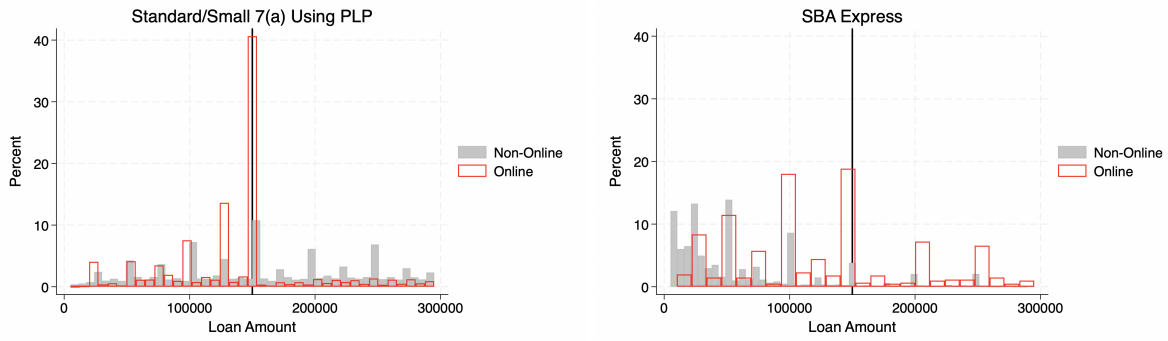 Standard/Small 7(a) Using PLP
40
30
20
10
0
Percent
0
100000
200000
300000
Loan Amount
Non-Online
Online
SBA Express
40
30
20
10
0
Percent
0
100000
200000
300000
Loan Amount
Non-Online
Online